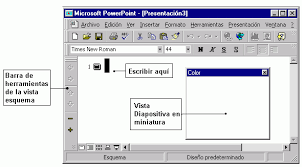 Microsoft PowerPoint - [Presentación3]
Archivo Edición Ver Insertar Formato Herramientas Presentación Ventana ?
Times New Roman 44 N K S S
1
Escribir aquí
Color
Barra de
herramientas
de la vista
esquema
Vista
Diapositiva en
miniatura
Esquema Diseño predeterminado